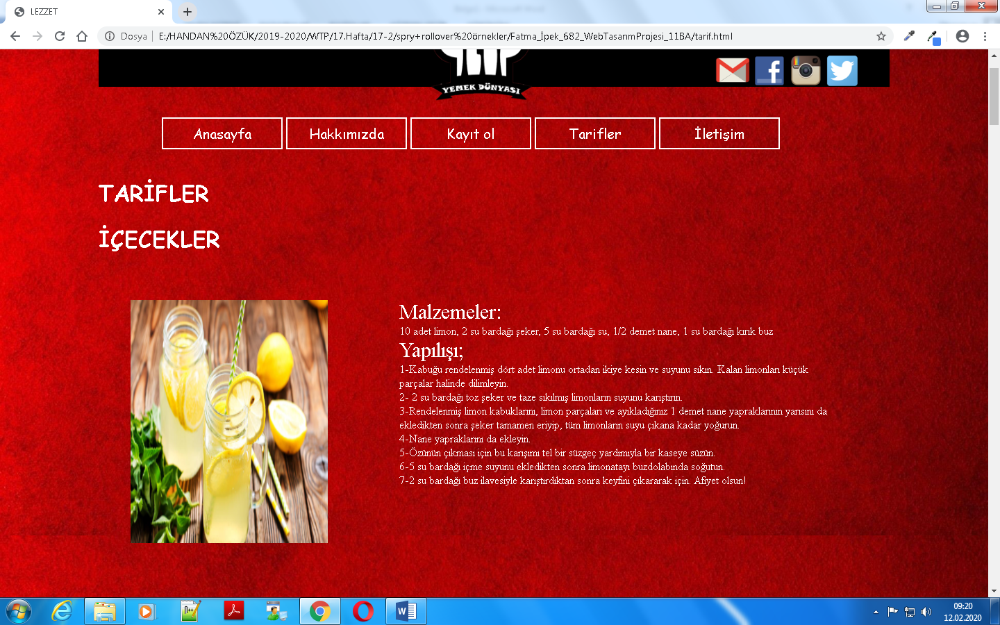 LEZZET
Dosya
E:/HANDAN%20ÖZÜK/2019-2020/WTP/17.Hafta/17-2/spry+rollover%20örnekler/Fatma_İpek_682_WebTasarımProjesi_11BA/tarif.html
YEMEK DÜNYASI
Anasayfa
Hakkımızda
Kayıt ol
Tarifler
İletişim
TARİFLER
İÇECEKLER
Malzemeler:
10 adet limon, 2 su bardağı şeker, 5 su bardağı su, 1/2 demet nane, 1 su bardağı kırık buz
Yapılışı;
1-Kabuğu rendelenmiş dört adet limonu ortadan ikiye kesin ve suyunu sıkın. Kalan limonları küçük
parçalar halinde dilimleyin.
2- 2 su bardağı toz şeker ve taze sıkılmış limonların suyunu karıştırın.
3-Rendelenmiş limon kabuklarını, limon parçaları ve ayıkladığınız 1 demet nane yapraklarının yarısını da
ekledikten sonra şeker tamamen eriyip, tüm limonların suyu çıkana kadar yoğurun.
4-Nane yapraklarını da ekleyin.
5-Özünün çıkması için bu karışımı tel bir süzgeç yardımıyla bir kaseye süzün.
6-5 su bardağı içme suyunu ekledikten sonra limonatayı buzdolabında soğutun.
7-2 su bardağı buz ilavesiyle karıştırdıktan sonra keyfini çıkararak için. Afiyet olsun!
09:20
12.02.2020